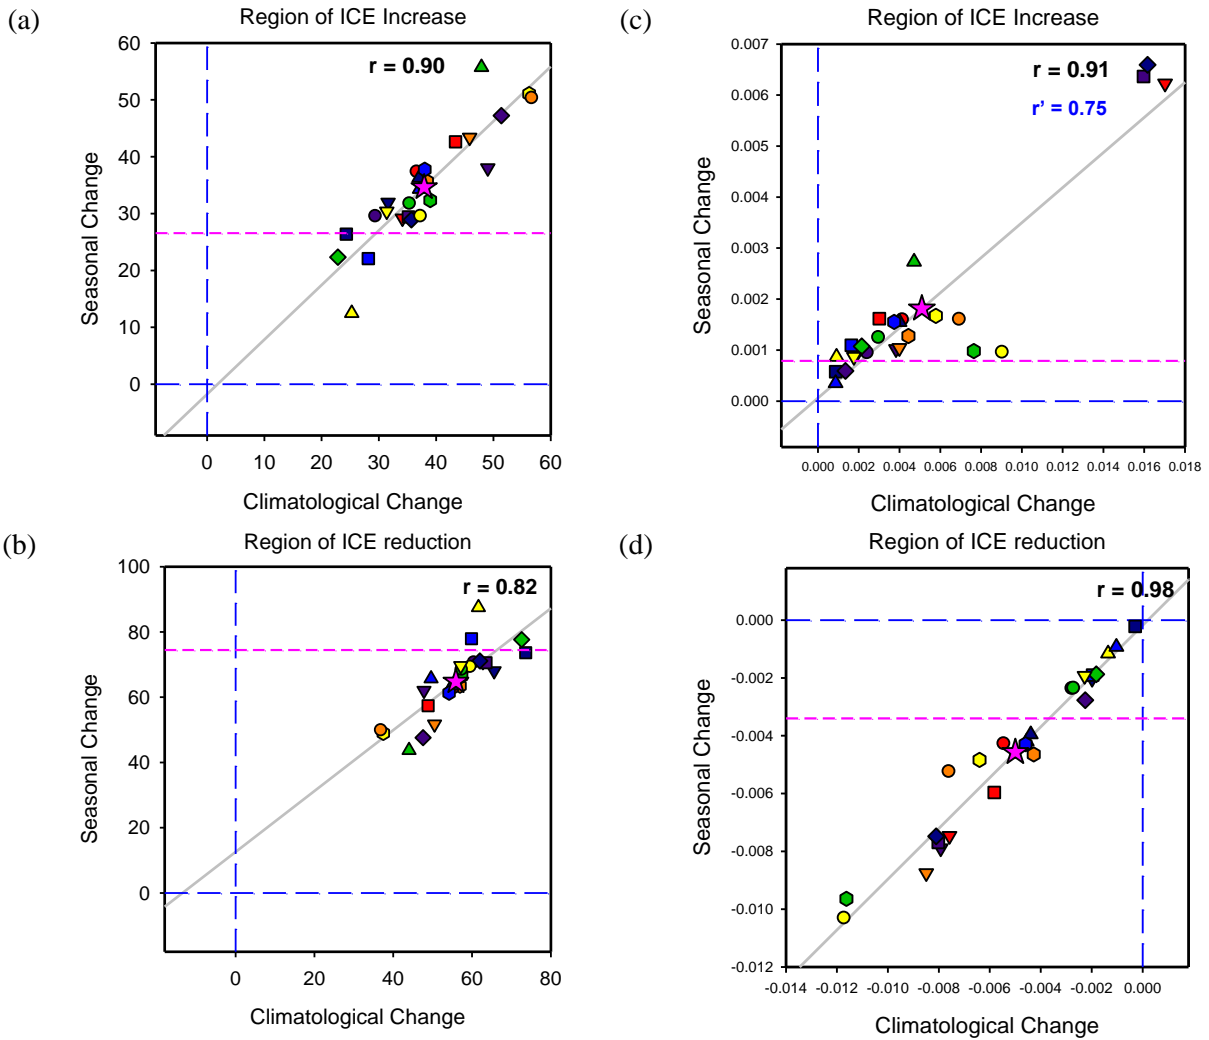 (a)
Region of ICE Increase
r = 0.90
Seasonal Change
60
50
40
30
20
10
0
0 10 20 30 40 50 60
Climatological Change
(c)
Region of ICE Increase
r = 0.91
r' = 0.75
Seasonal Change
0.007
0.006
0.005
0.004
0.003
0.002
0.001
0.000
0.000 0.002 0.004 0.006 0.008 0.010 0.012 0.014 0.016 0.018
Climatological Change
(b)
Region of ICE reduction
r = 0.82
Seasonal Change
100
80
60
40
20
0
0 20 40 60 80
Climatological Change
(d)
Region of ICE reduction
r = 0.98
Seasonal Change
0.000
-0.002
-0.004
-0.006
-0.008
-0.010
-0.012
-0.014 -0.012 -0.010 -0.008 -0.006 -0.004 -0.002 0.000
Climatological Change